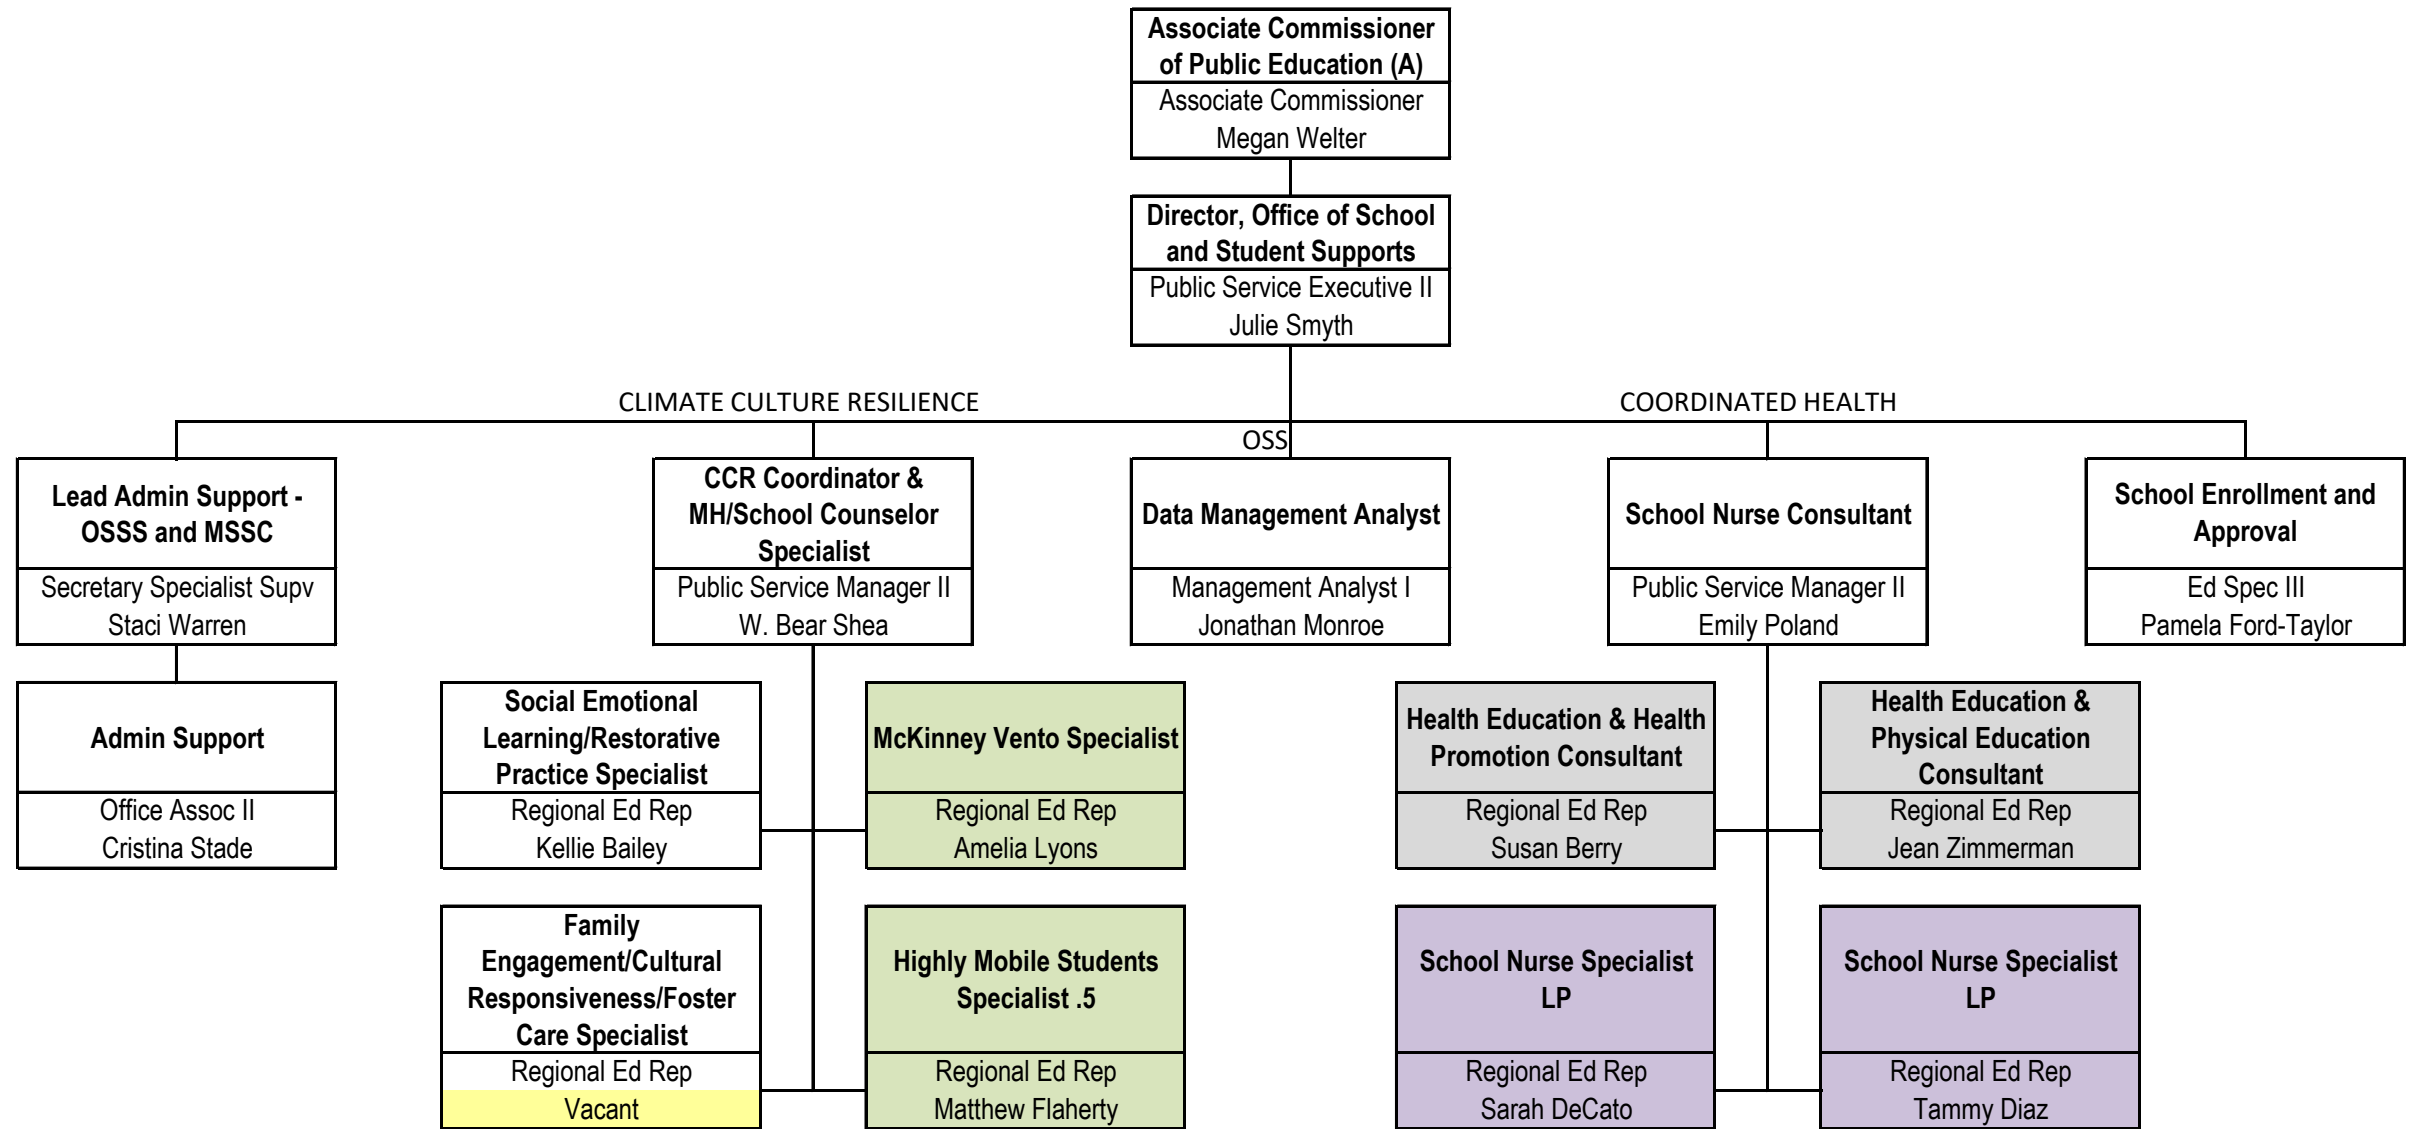 Associate Commissioner
of Public Education (A)
Associate Commissioner
Megan Welter
Director, Office of School
and Student Supports
Public Service Executive II
Julie Smyth
CLIMATE CULTURE RESILIENCE
COORDINATED HEALTH
OSS
Lead Admin Support -
OSSS and MSSC
Secretary Specialist Supv
Staci Warren
CCR Coordinator &
MH/School Counselor
Specialist
Public Service Manager II
W. Bear Shea
Data Management Analyst
Management Analyst I
Jonathan Monroe
School Nurse Consultant
Public Service Manager II
Emily Poland
School Enrollment and
Approval
Ed Spec III
Pamela Ford-Taylor
Admin Support
Office Assoc II
Cristina Stade
Social Emotional
Learning/Restorative
Practice Specialist
Regional Ed Rep
Kellie Bailey
McKinney Vento Specialist
Regional Ed Rep
Amelia Lyons
Health Education & Health
Promotion Consultant
Regional Ed Rep
Susan Berry
Health Education &
Physical Education
Consultant
Regional Ed Rep
Jean Zimmerman
Family
Engagement/Cultural
Responsiveness/Foster
Care Specialist
Regional Ed Rep
Vacant
Highly Mobile Students
Specialist .5
Regional Ed Rep
Matthew Flaherty
School Nurse Specialist
LP
Regional Ed Rep
Sarah DeCato
School Nurse Specialist
LP
Regional Ed Rep
Tammy Diaz